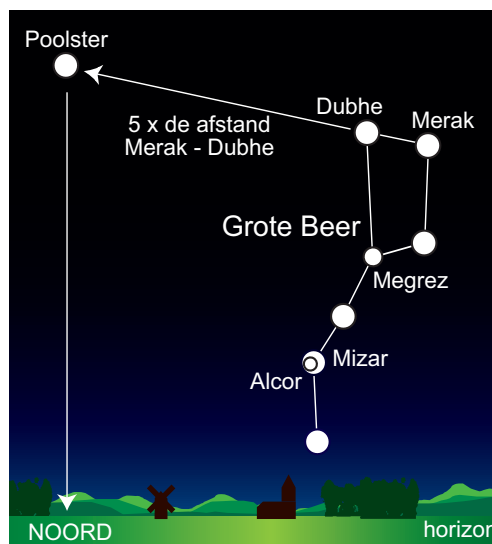 Poolster
Dubhe
Merak
5 x de afstand
Merak - Dubhe
Grote Beer
Megrez
Mizar
Alcor
NOORD
horizon